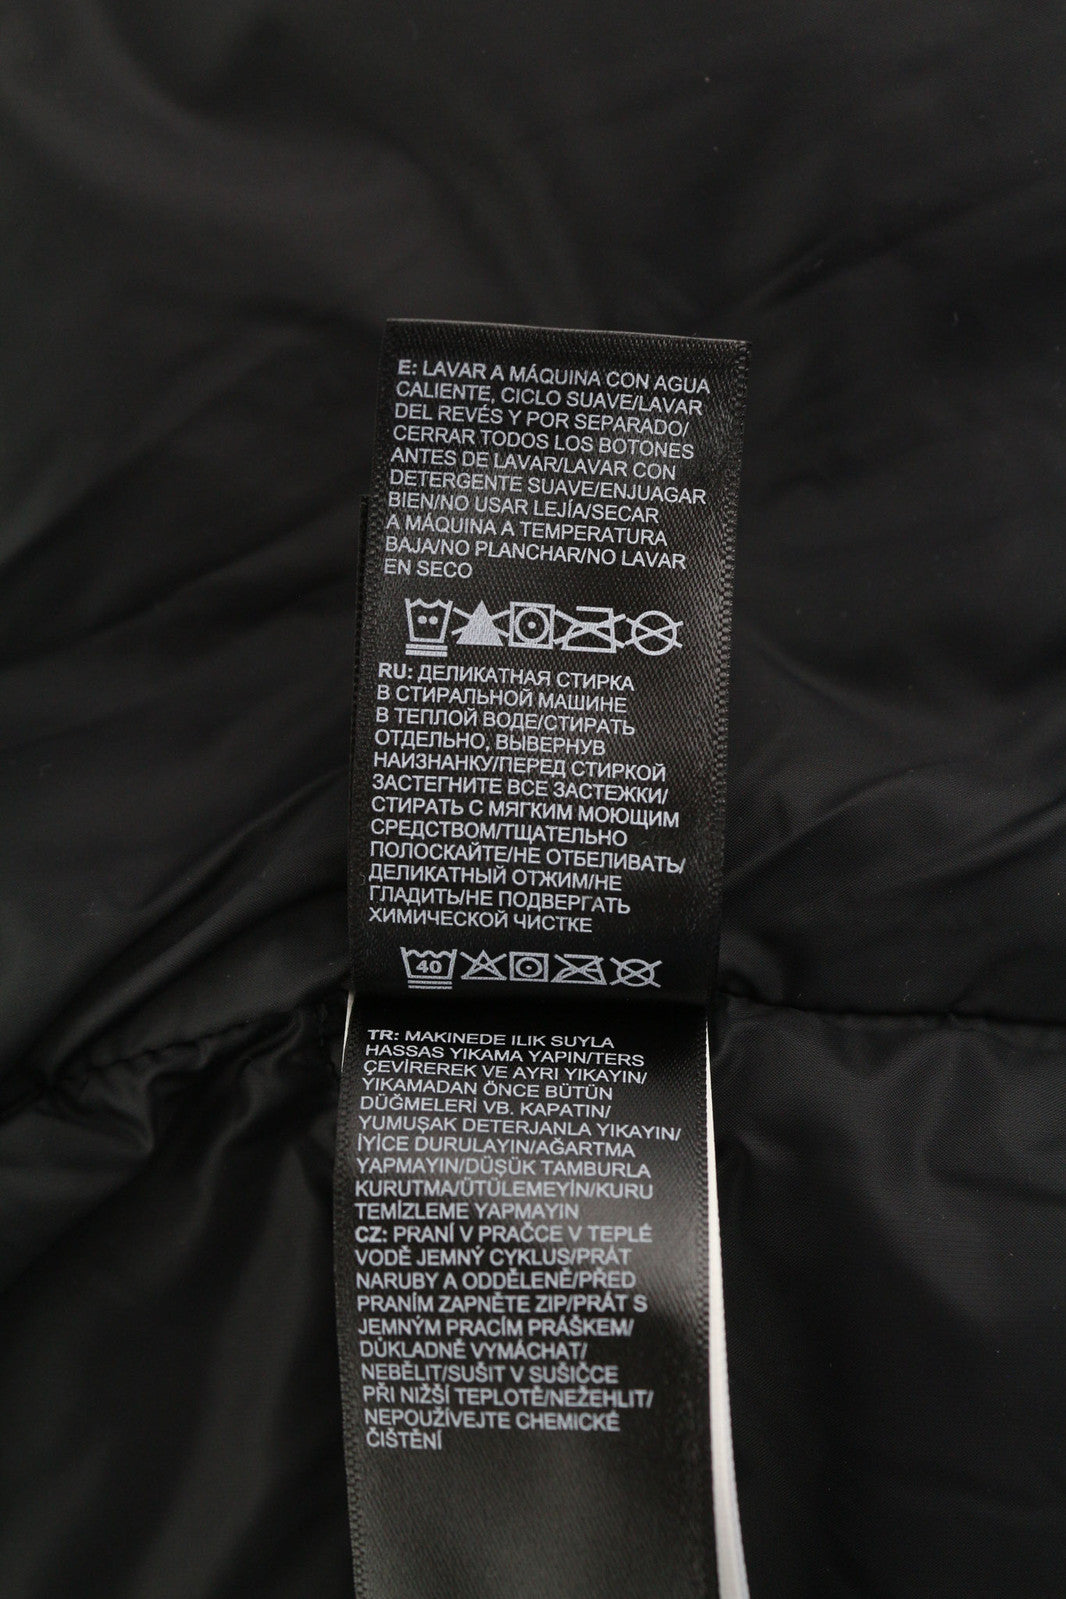 E: LAVAR A MÁQUINA CON AGUA
CALIENTE, CICLO SUAVE/LAVAR
DEL REVÉS Y POR SEPARADO/
CERRAR TODOS LOS BOTONES
ANTES DE LAVAR/LAVAR CON
DETERGENTE SUAVE/ENJUAGAR
BIEN/NO USAR LEJÍA/SECAR
A MÁQUINA A TEMPERATURA
BAJA/NO PLANCHAR/NO LAVAR
EN SECO
RU: ДЕЛИКАТНАЯ СТИРКА
В СТИРАЛЬНОЙ МАШИНЕ
В ТЕПЛОЙ ВОДЕ/СТИРАТЬ
ОТДЕЛЬНО, ВЫВЕРНУВ
НАИЗНАНКУ/ПЕРЕД СТИРКОЙ
ЗАСТЕГНИТЕ ВСЕ ЗАСТЕЖКИ/
СТИРАТЬ С МЯГКИМ МОЮЩИМ
СРЕДСТВОМ/ТЩАТЕЛЬНО
ПОЛОСКАЙТЕ/НЕ ОТБЕЛИВАТЬ/
ДЕЛИКАТНЫЙ ОТЖИМ/НЕ
ГЛАДИТЬ/НЕ ПОДВЕРГАТЬ
ХИМИЧЕСКОЙ ЧИСТКЕ
40
TR: MAKINEDE ILIK SUYLA
HASSAS YIKAMA YAPIN/TERS
ÇEVİREREK VE AYRI YIKAYIN/
YIKAMADAN ÖNCE BÜTÜN
DÜĞMELERİ VB. KAPATIN/
YUMUŞAK DETERJANLA YIKAYIN/
İYİCE DURULAYIN/AĞARTMA
YAPMAYIN/DÜŞÜK TAMBURLA
KURUTMA/ÜTÜLEMEYİN/KURU
TEMİZLEME YAPMAYIN
CZ: PRANÍ V PRAČCE V TEPLÉ
VODĚ JEMNÝ CYKLUS/PRÁT
NARUBY A ODDĚLENĚ/PŘED
PRANÍM ZAPNĚTE ZIP/PRÁT S
JEMNÝM PRACÍM PRÁŠKEM/
DŮKLADNĚ VYMÁCHAT/
NEBĚLIT/SUŠIT V SUŠIČCE
PŘI NIŽŠÍ TEPLOTĚ/NEŽEHLIT/
NEPOUŽÍVEJTE CHEMICKÉ
ČIŠTĚNÍ